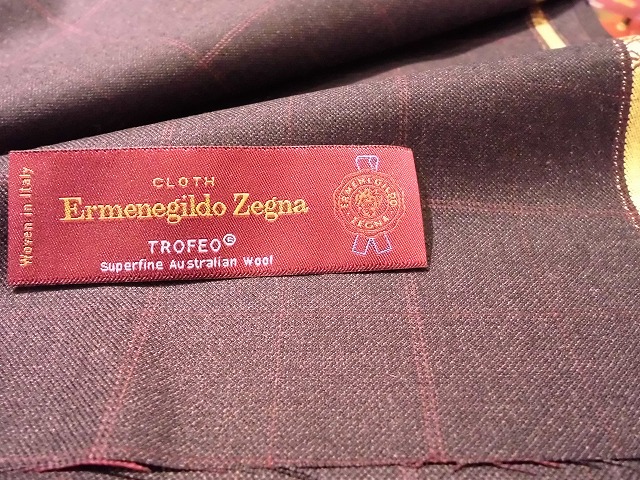 Woven in Italy
CLOTH
Ermenegildo Zegna
TROFEO®
Superfine Australian Wool
ERMENEGILDO
ZEGNA